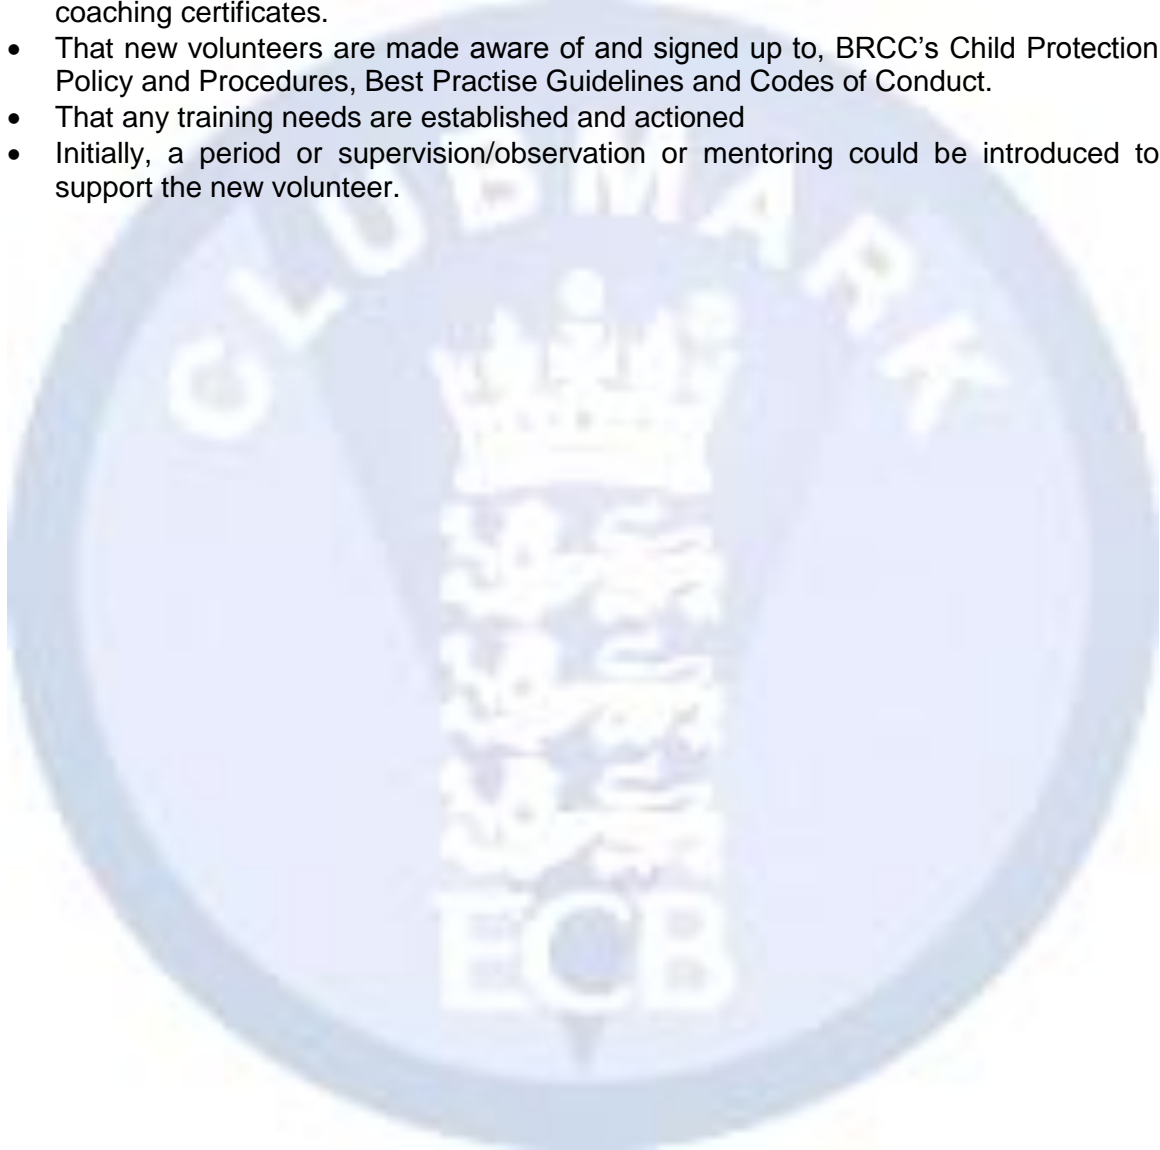 coaching certificates.
• That new volunteers are made aware of and signed up to, BRCC's Child Protection
Policy and Procedures, Best Practise Guidelines and Codes of Conduct.
• That any training needs are established and actioned
• Initially, a period or supervision/observation or mentoring could be introduced to
support the new volunteer.
CLUBMARK
ECB